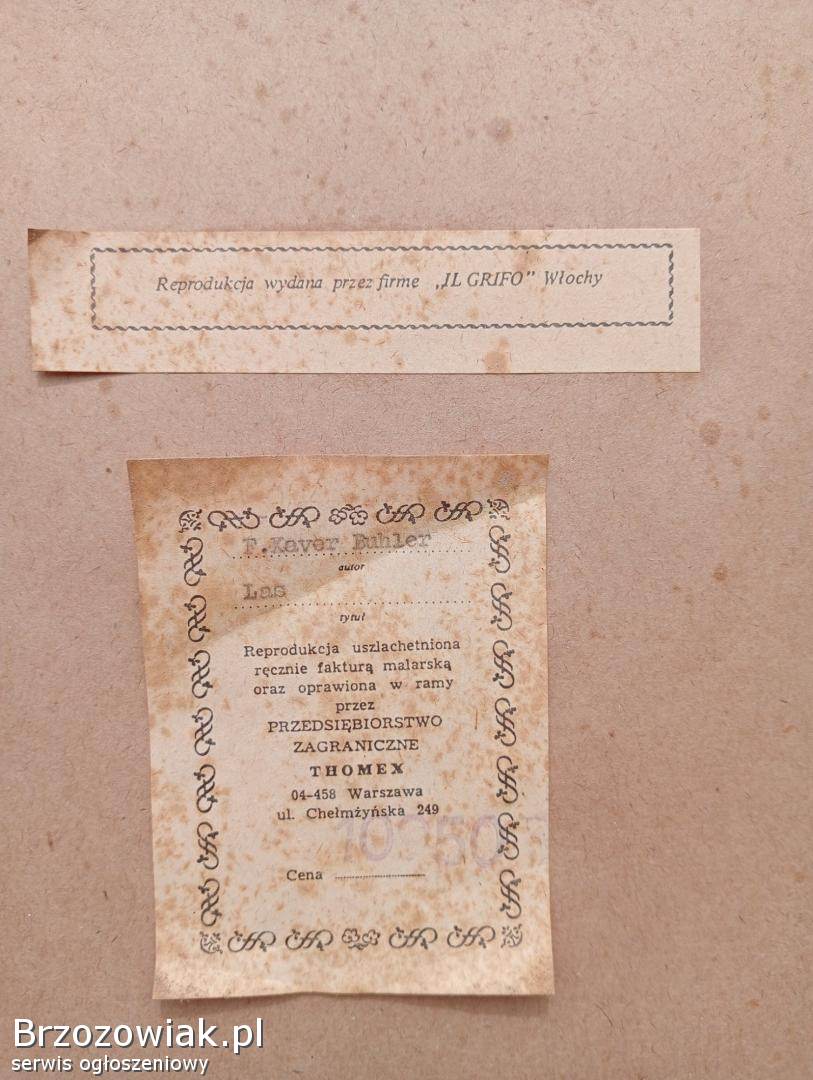 Reprodukcja wydana przez firme „IL GRIFO” Włochy
F.Kaver Buhler
autor
Las
tytuł
Reprodukcja uszlachetniona
ręcznie fakturą malarską
oraz oprawiona w ramy
przez
PRZEDSIĘBIORSTWO
ZAGRANICZNE
THOMEX
04-458 Warszawa
ul. Chełmżyńska 249
Cena
Brzozowiak.pl
serwis ogłoszeniowy